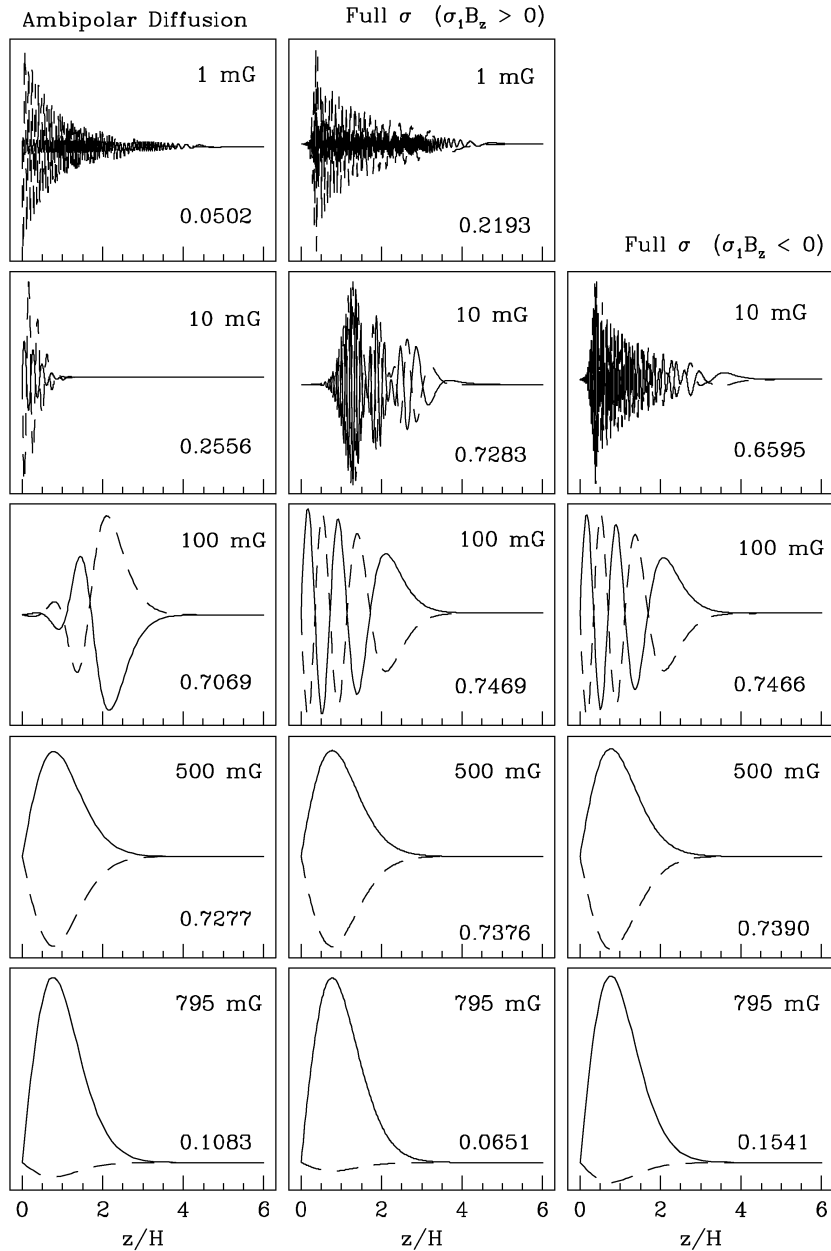 Ambipolar Diffusion
Full σ (σ₁B_z > 0)
1 mG
0.0502
1 mG
0.2193
Full σ (σ₁B_z < 0)
10 mG
0.2556
10 mG
0.7283
10 mG
0.6595
100 mG
0.7069
100 mG
0.7469
100 mG
0.7466
500 mG
0.7277
500 mG
0.7376
500 mG
0.7390
795 mG
0.1083
795 mG
0.0651
795 mG
0.1541
0 2 4 6
0 2 4 6
0 2 4 6
z/H
z/H
z/H